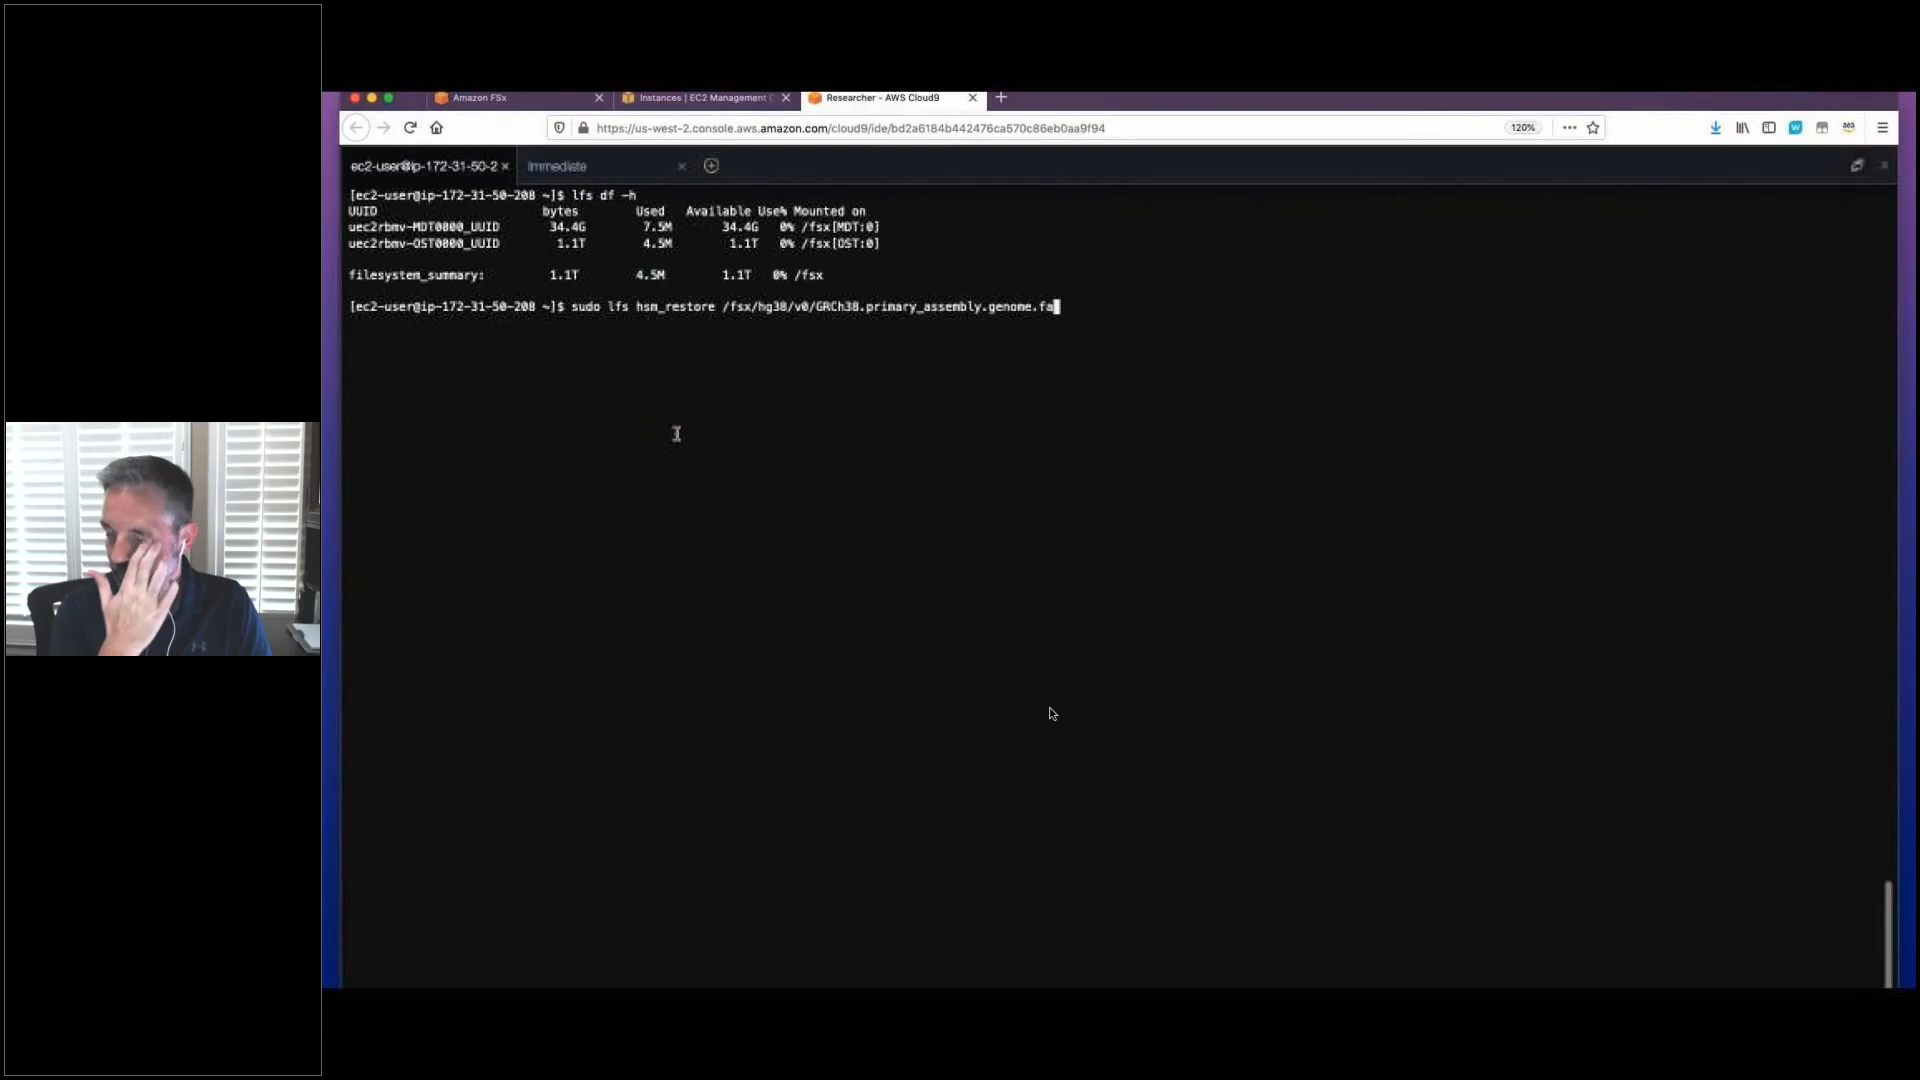 Amazon FSx
Instances | EC2 Management C
Researcher - AWS Cloud9
https://us-west-2.console.aws.amazon.com/cloud9/ide/bd2a6184b442476ca570c86eb0aa9f94
120%
ec2-user@ip-172-31-50-2
Immediate
[ec2-user@ip-172-31-50-208 ~]$ lfs df -h
UUID bytes Used Available Use% Mounted on
uec2rbmv-MDT0000_UUID 34.4G 7.5M 34.4G 0% /fsx[MDT:0]
uec2rbmv-OST0000_UUID 1.1T 4.5M 1.1T 0% /fsx[OST:0]
filesystem_summary: 1.1T 4.5M 1.1T 0% /fsx
[ec2-user@ip-172-31-50-208 ~]$ sudo lfs hsm_restore /fsx/hg38/v0/GRCh38.primary_assembly.genome.fa